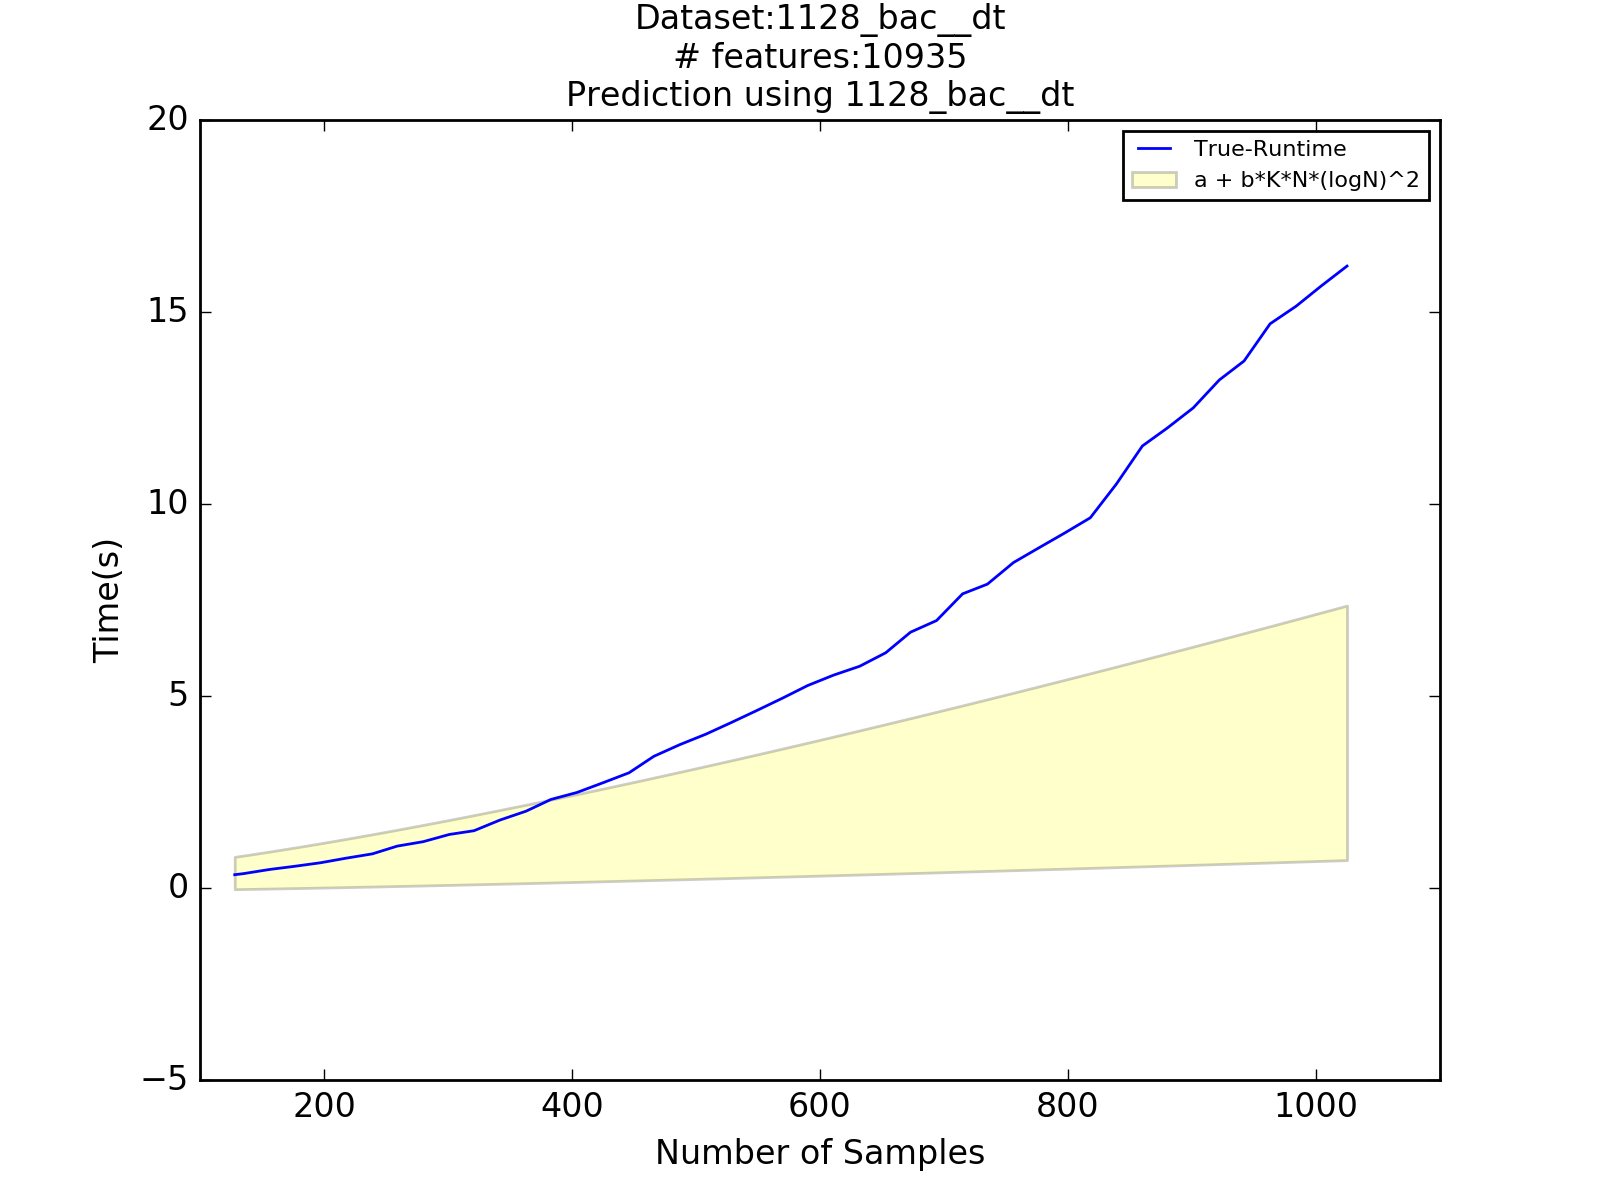 Dataset:1128_bac__dt
# features:10935
Prediction using 1128_bac__dt
20
15
10
5
0
−5
Time(s)
True-Runtime
a + b*K*N*(logN)^2
200 400 600 800 1000
Number of Samples